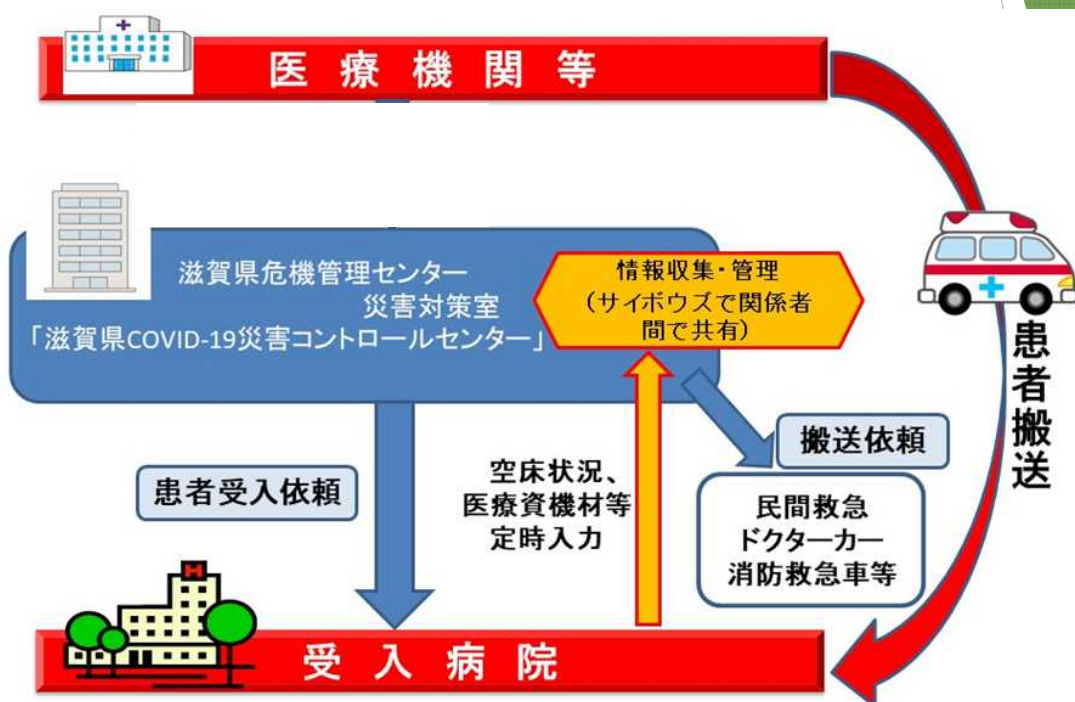 医療機関等
滋賀県危機管理センター
災害対策室
「滋賀県COVID-19災害コントロールセンター」
情報収集・管理
（サイボウズで関係者
間で共有）
患者搬送
搬送依頼
患者受入依頼
空床状況、
医療資機材等
定時入力
民間救急
ドクターカー
消防救急車等
H
受入病院